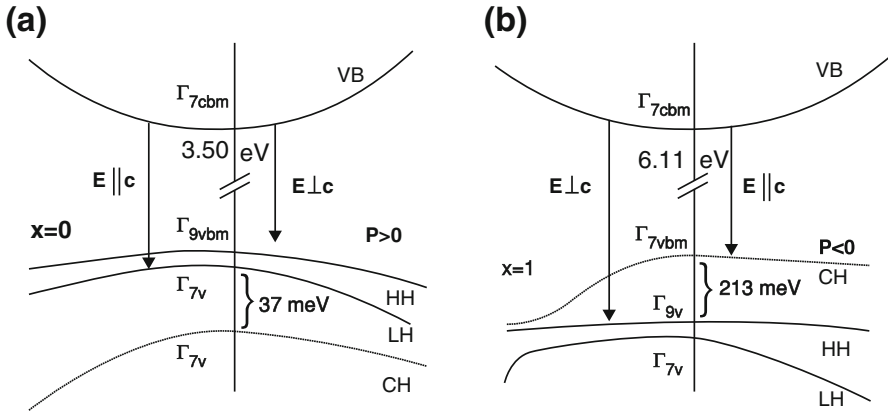 (a)
VB
Γ7cbm
3.50 eV
E || c
E⊥c
x=0
Γ9vbm
P>0
Γ7v
37 meV
HH
LH
Γ7v
CH
(b)
VB
Γ7cbm
6.11 eV
E⊥c
E || c
Γ7vbm
P<0
x=1
CH
213 meV
Γ9v
HH
Γ7v
LH